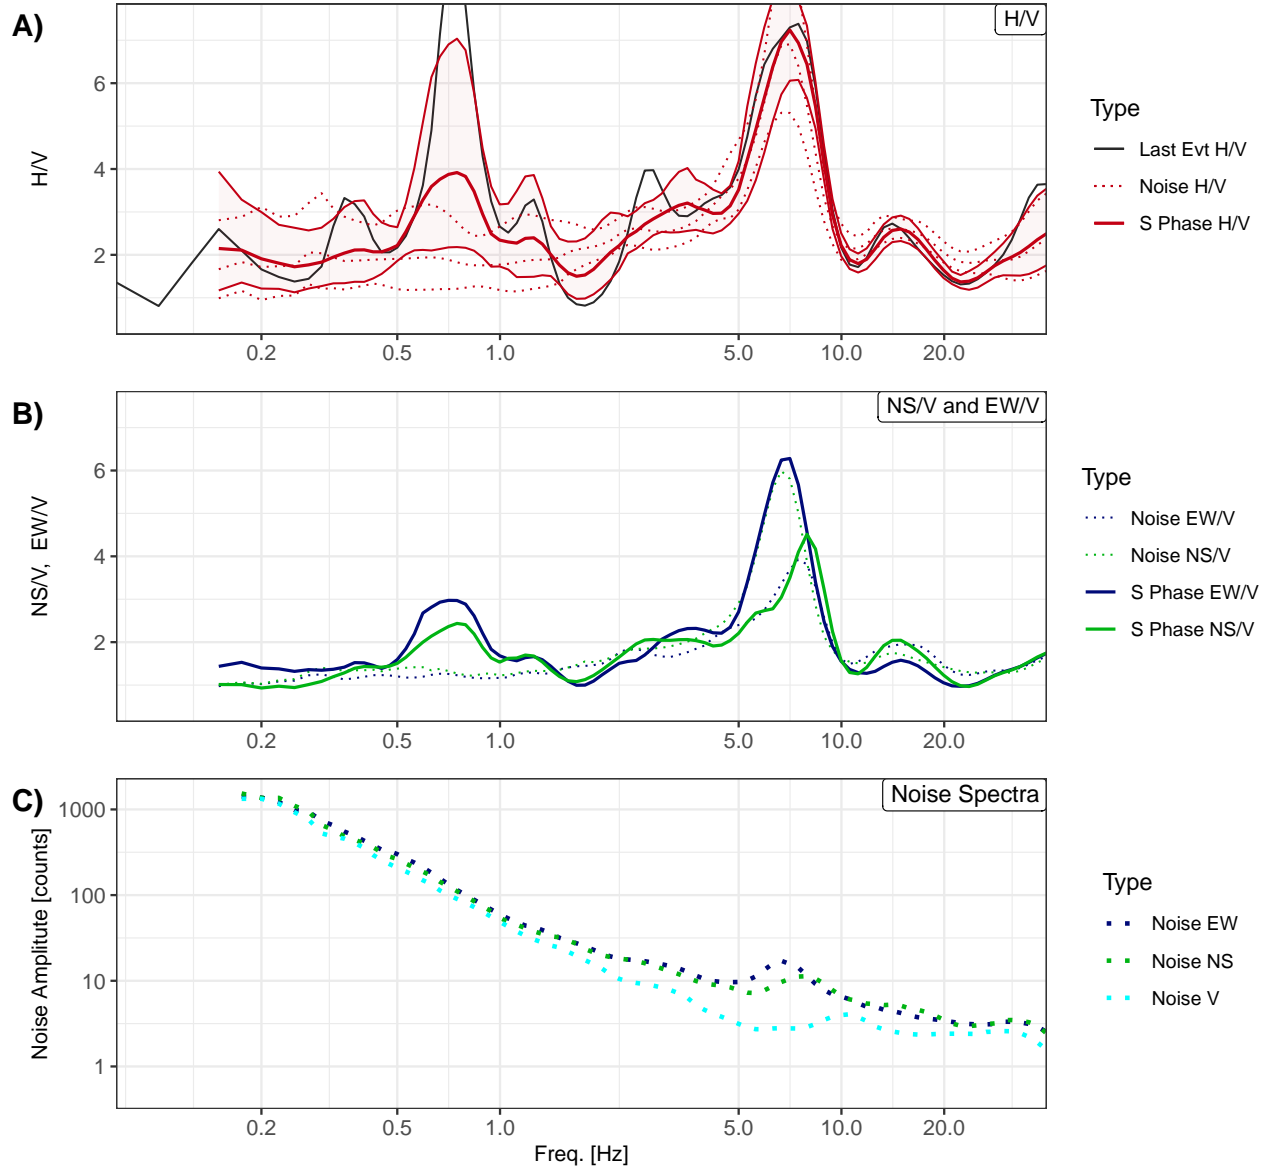 A)
H/V
H/V
6
4
2
0.2 0.5 1.0 5.0 10.0 20.0
Type
Last Evt H/V
Noise H/V
S Phase H/V
B)
NS/V and EW/V
NS/V,  EW/V
6
4
2
0.2 0.5 1.0 5.0 10.0 20.0
Type
Noise EW/V
Noise NS/V
S Phase EW/V
S Phase NS/V
C)
Noise Spectra
Noise Amplitute [counts]
1000
100
10
1
0.2 0.5 1.0 5.0 10.0 20.0
Freq. [Hz]
Type
Noise EW
Noise NS
Noise V